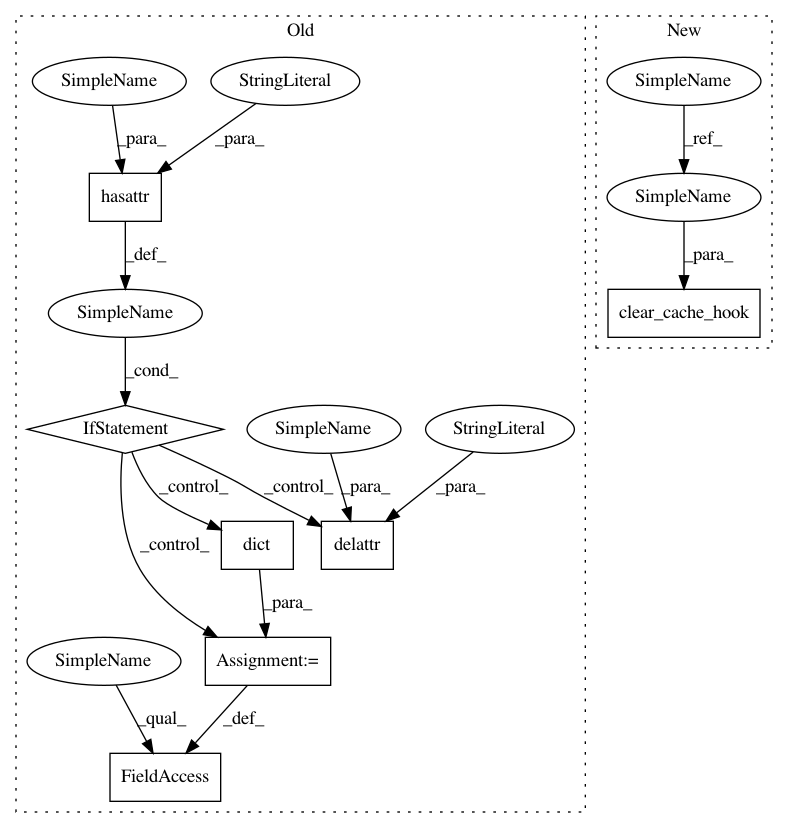 Old
New
SimpleName
StringLiteral
SimpleName
_para_
_para_
_ref_
hasattr
SimpleName
_def_
_para_
SimpleName
clear_cache_hook
_cond_
IfStatement
SimpleName
StringLiteral
_control_
_control_
_para_
_para_
_control_
dict
delattr
_para_
SimpleName
Assignment:=
_qual_
_def_
FieldAccess